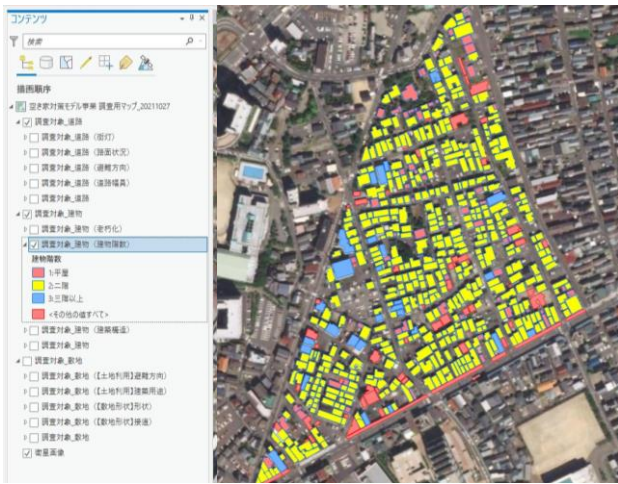 コンテンツ
検索
描画順序
空き家対策モデル事業 調査用マップ_20211027
調査対象_道路
調査対象_道路（街灯）
調査対象_道路（路面状況）
調査対象_道路（避難方向）
調査対象_道路（道路幅員）
調査対象_道路
調査対象_建物
調査対象_建物（老朽化）
調査対象_建物（建物階数）
建物階数
1:平屋
2:二階
3:三階以上
<その他の値すべて>
調査対象_建物（建築構造）
調査対象_建物
調査対象_敷地
調査対象_敷地（【土地利用】避難方向）
調査対象_敷地（【土地利用】建築用途）
調査対象_敷地（【敷地形状】形状）
調査対象_敷地（【敷地形状】接道）
調査対象_敷地
衛星画像